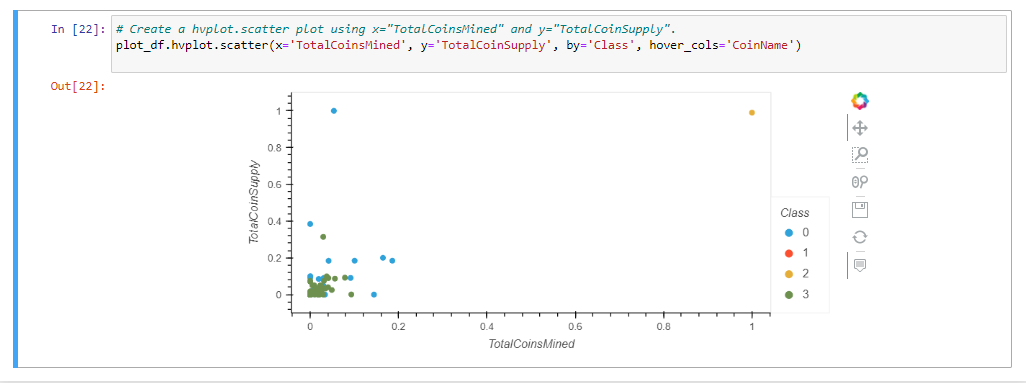 In [22]: # Create a hvplot.scatter plot using x="TotalCoinsMined" and y="TotalCoinSupply".
plot_df.hvplot.scatter(x='TotalCoinsMined', y='TotalCoinSupply', by='Class', hover_cols='CoinName')
Out[22]:
TotalCoinSupply
1
0.8
0.6
0.4
0.2
0
0
0.2
0.4
0.6
0.8
1
TotalCoinsMined
Class
0
1
2
3